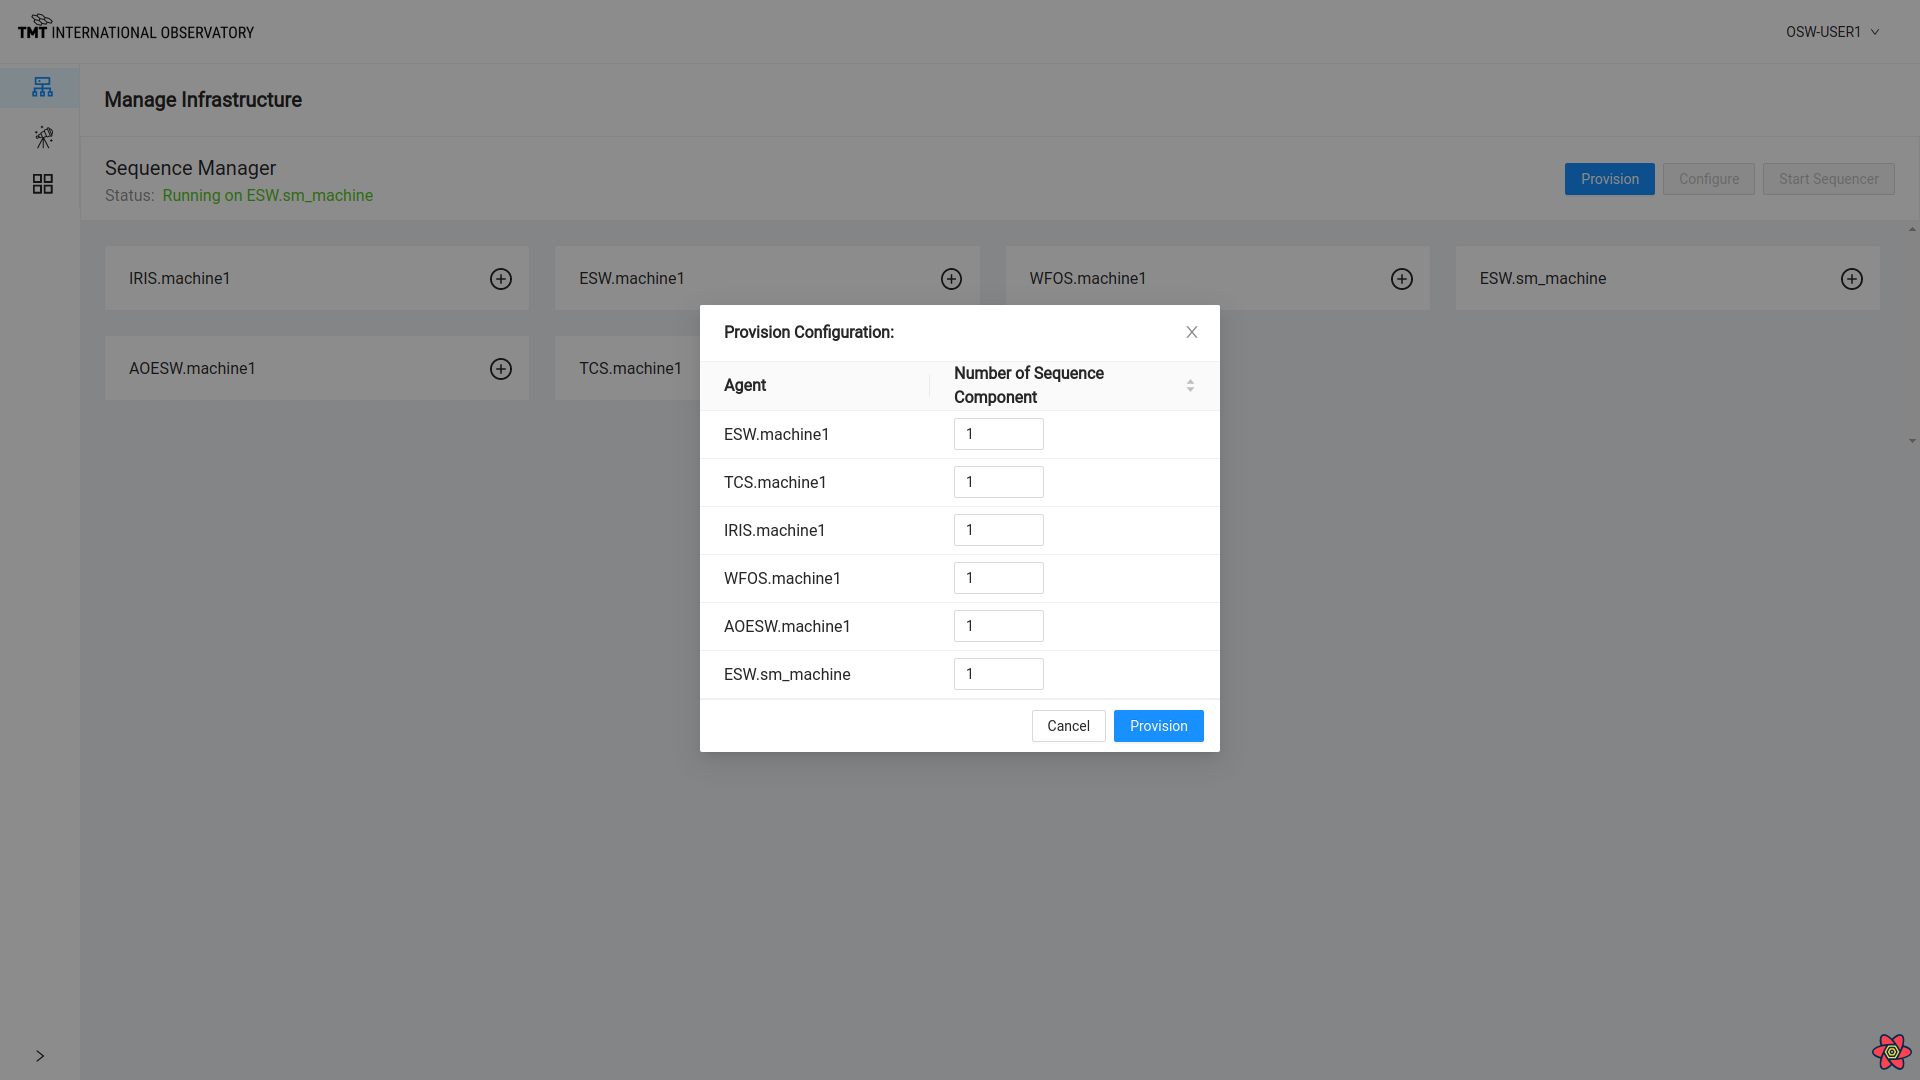 TMT INTERNATIONAL OBSERVATORY
OSW-USER1
Manage Infrastructure
Sequence Manager
Status: Running on ESW.sm_machine
Provision
Configure
Start Sequencer
IRIS.machine1
ESW.machine1
WFOS.machine1
ESW.sm_machine
AOESW.machine1
TCS.machine1
Provision Configuration:
Agent
Number of Sequence
Component
ESW.machine1 1
TCS.machine1 1
IRIS.machine1 1
WFOS.machine1 1
AOESW.machine1 1
ESW.sm_machine 1
Cancel
Provision